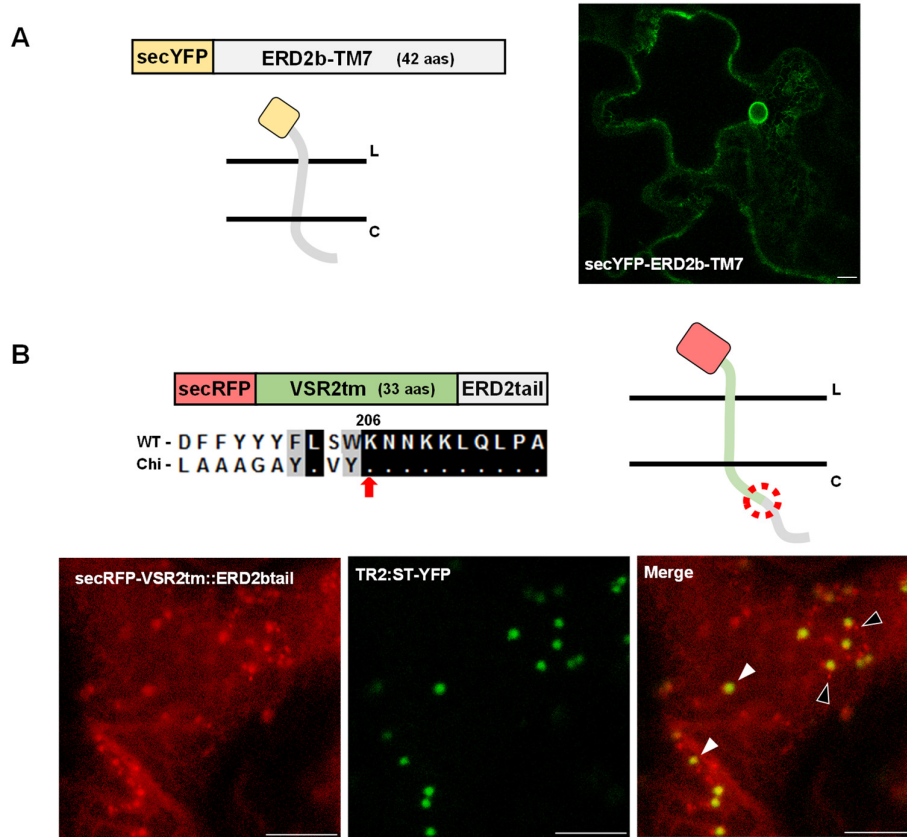 A
secYFP ERD2b-TM7 (42 aas)
L
C
secYFP-ERD2b-TM7
B
secRFP VSR2tm (33 aas) ERD2tail
206
WT - D F F Y Y Y F L S W K N N K K L Q L P A
Chi - L A A A G A Y . V Y . . . . . . . . . .
L
C
secRFP-VSR2tm::ERD2btail
TR2:ST-YFP
Merge